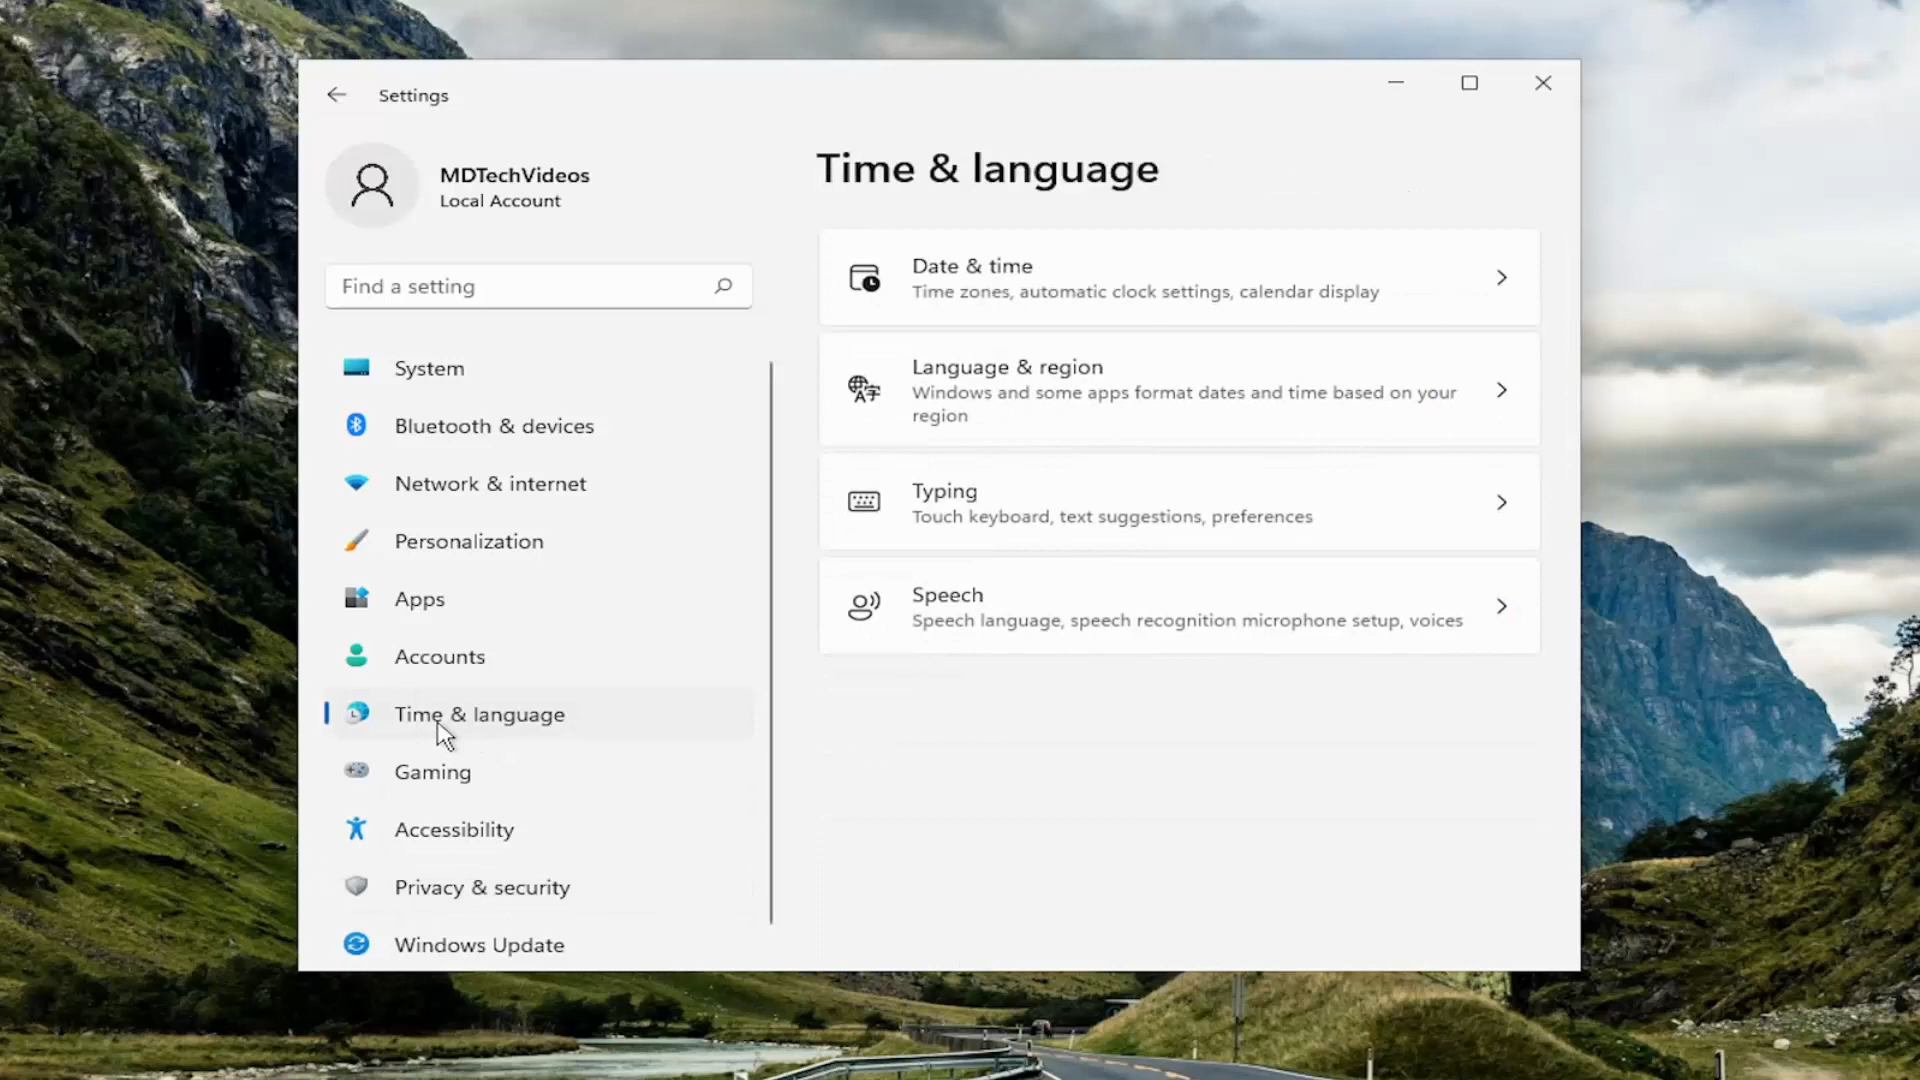 Settings
MDTechVideos
Local Account
Find a setting
System
Bluetooth & devices
Network & internet
Personalization
Apps
Accounts
Time & language
Gaming
Accessibility
Privacy & security
Windows Update
Time & language
Date & time
Time zones, automatic clock settings, calendar display
Language & region
Windows and some apps format dates and time based on your
region
Typing
Touch keyboard, text suggestions, preferences
Speech
Speech language, speech recognition microphone setup, voices